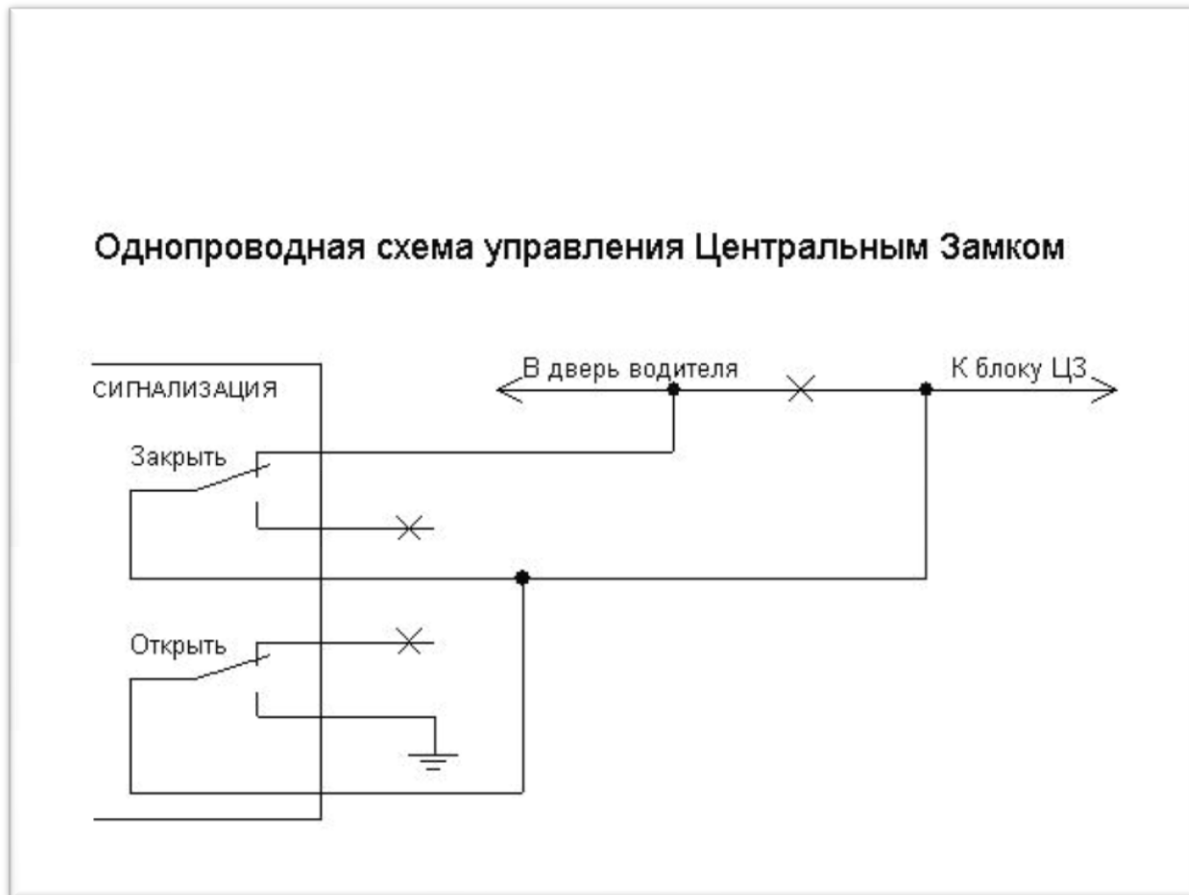 Однопроводная схема управления Центральным Замком
В дверь водителя
К блоку ЦЗ
СИГНАЛИЗАЦИЯ
Закрыть
Открыть